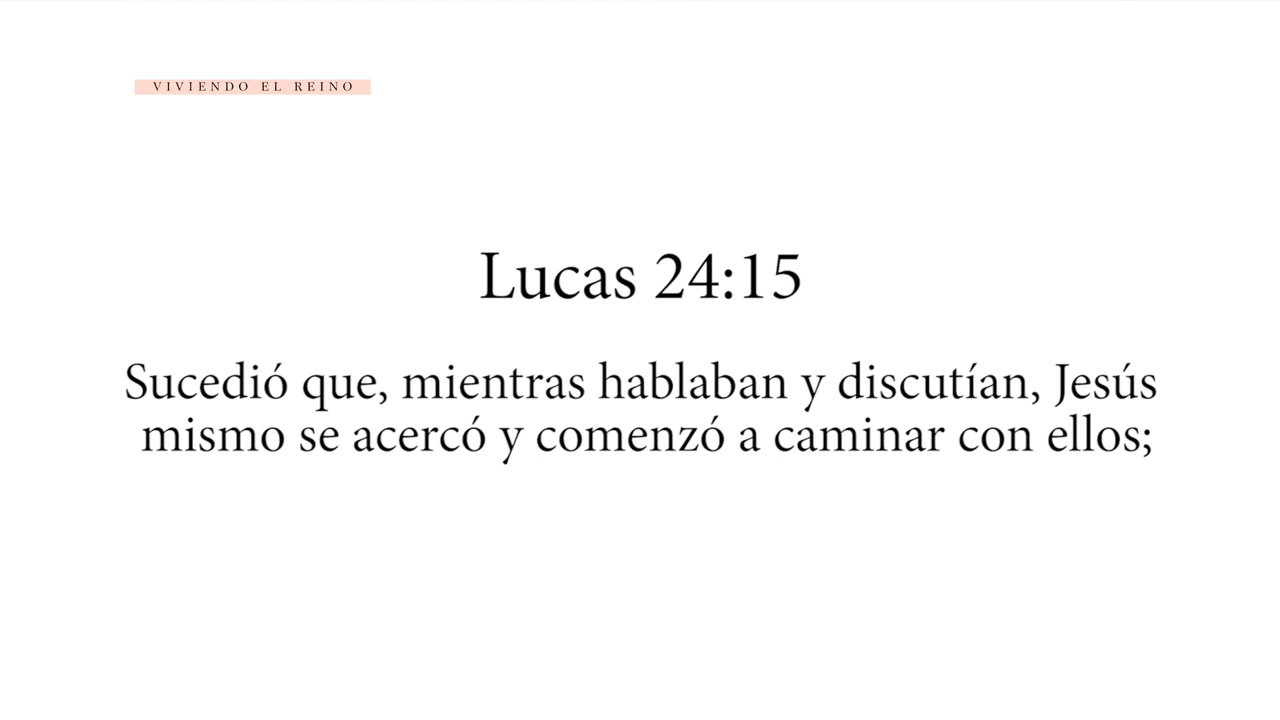 VIVIENDO EL REINO
Lucas 24:15
Sucedió que, mientras hablaban y discutían, Jesús
mismo se acercó y comenzó a caminar con ellos;